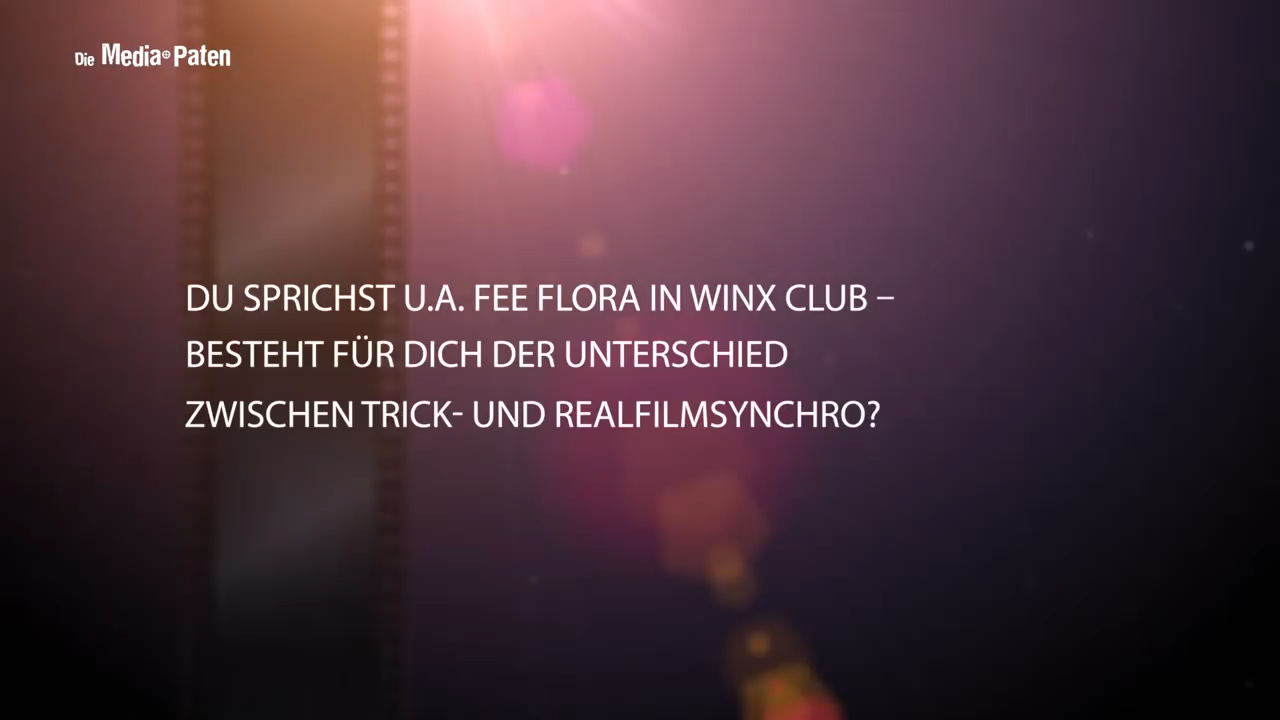 Die Media Paten
DU SPRICHST U.A. FEE FLORA IN WINX CLUB –
BESTEHT FÜR DICH DER UNTERSCHIED
ZWISCHEN TRICK- UND REALFILMSYNCHRO?